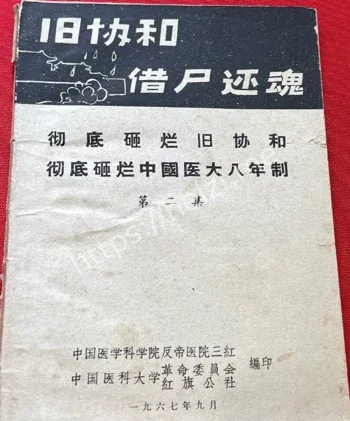 旧协和
借尸还魂
彻底砸烂旧协和
彻底砸烂中國医大八年制
第二集
中国医学科学院反帝医院三红
中国医科大学革命委員会
红旗公社
編印
一九六七年九月